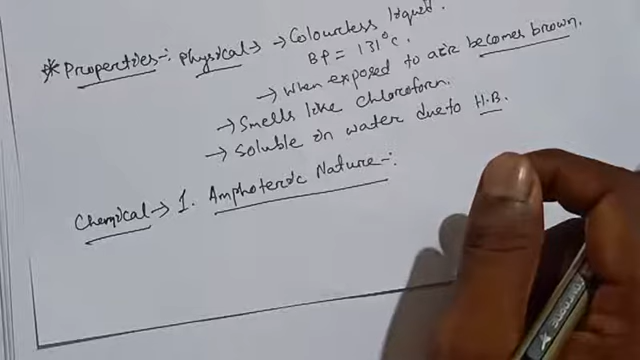 * Properties :- Physical → → Colourless liquid.
BP = 131°C.
→ When exposed to air becomes brown.
→ Smells like chloroform.
→ Soluble in water due to H.B.
Chemical → 1. Amphoteric Nature -: